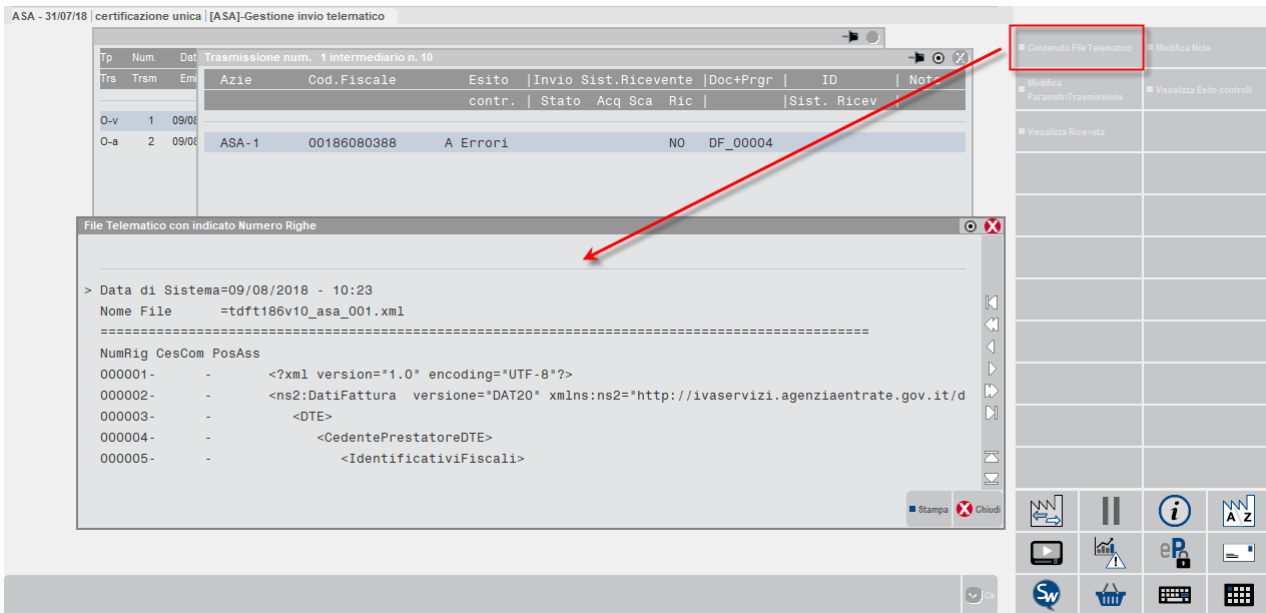 ASA - 31/07/18 | certificazione unica | [ASA]-Gestione invio telematico
Contenuto File Telematico
Modifica Note
Modifica ParametriTrasmissione
Visualizza Esito controlli
Visualizza Ricevuta
Tp Num. Dat
Trs Trsm Emi
O-v 1 09/08
O-a 2 09/08
Trasmissione num. 1 intermediario n. 10
Azie Cod.Fiscale Esito |Invio Sist.Ricevente |Doc+Prgr | ID | Note
contr. | Stato Acq Sca Ric | |Sist. Ricev |
ASA-1 00186080388 A Errori NO DF_00004
File Telematico con indicato Numero Righe
> Data di Sistema=09/08/2018 - 10:23
Nome File =tdft186v10_asa_001.xml
================================================================================================
NumRig CesCom PosAss
000001- - <?xml version="1.0" encoding="UTF-8"?>
000002- - <ns2:DatiFattura versione="DAT20" xmlns:ns2="http://ivaservizi.agenziaentrate.gov.it/d
000003- - <DTE>
000004- - <CedentePrestatoreDTE>
000005- - <IdentificativiFiscali>
Stampa
Chiudi
Ok
i
A Z
eP
Sw